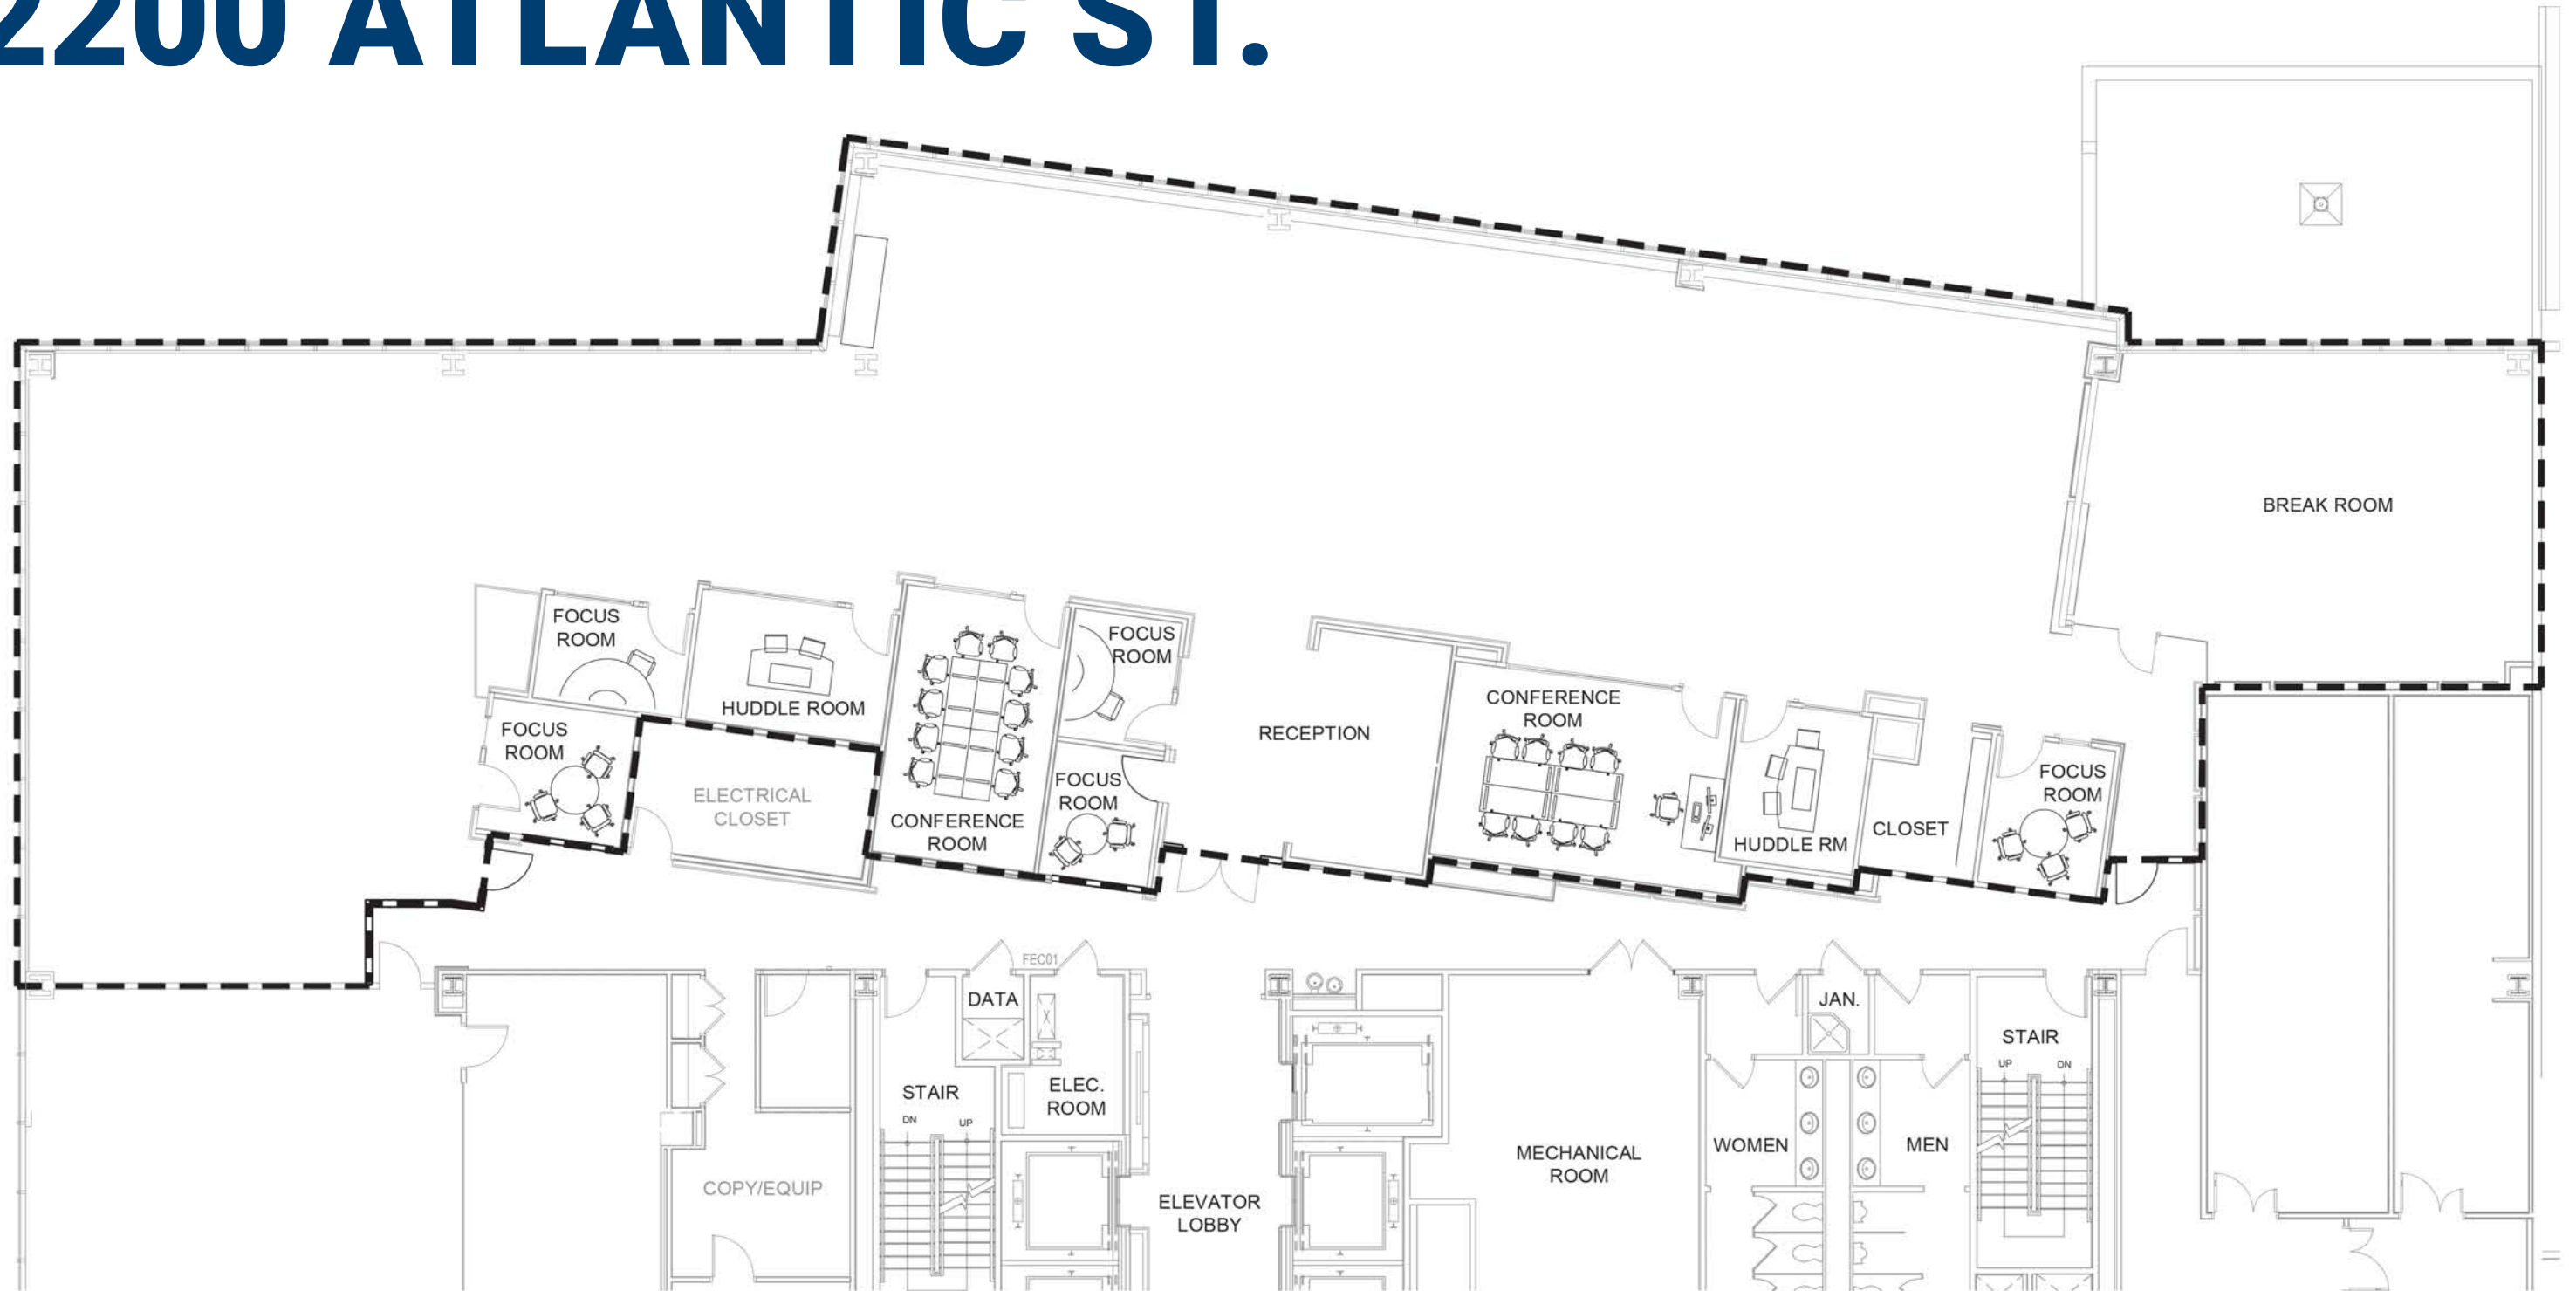 2200 ATLANTIC ST.
BREAK ROOM
FOCUS
ROOM
HUDDLE ROOM
FOCUS
ROOM
FOCUS
ROOM
ELECTRICAL
CLOSET
CONFERENCE
ROOM
FOCUS
ROOM
RECEPTION
CONFERENCE
ROOM
HUDDLE RM
CLOSET
FOCUS
ROOM
FEC01
DATA
STAIR
DN
UP
ELEC.
ROOM
COPY/EQUIP
ELEVATOR
LOBBY
MECHANICAL
ROOM
WOMEN
JAN.
MEN
STAIR
UP
DN